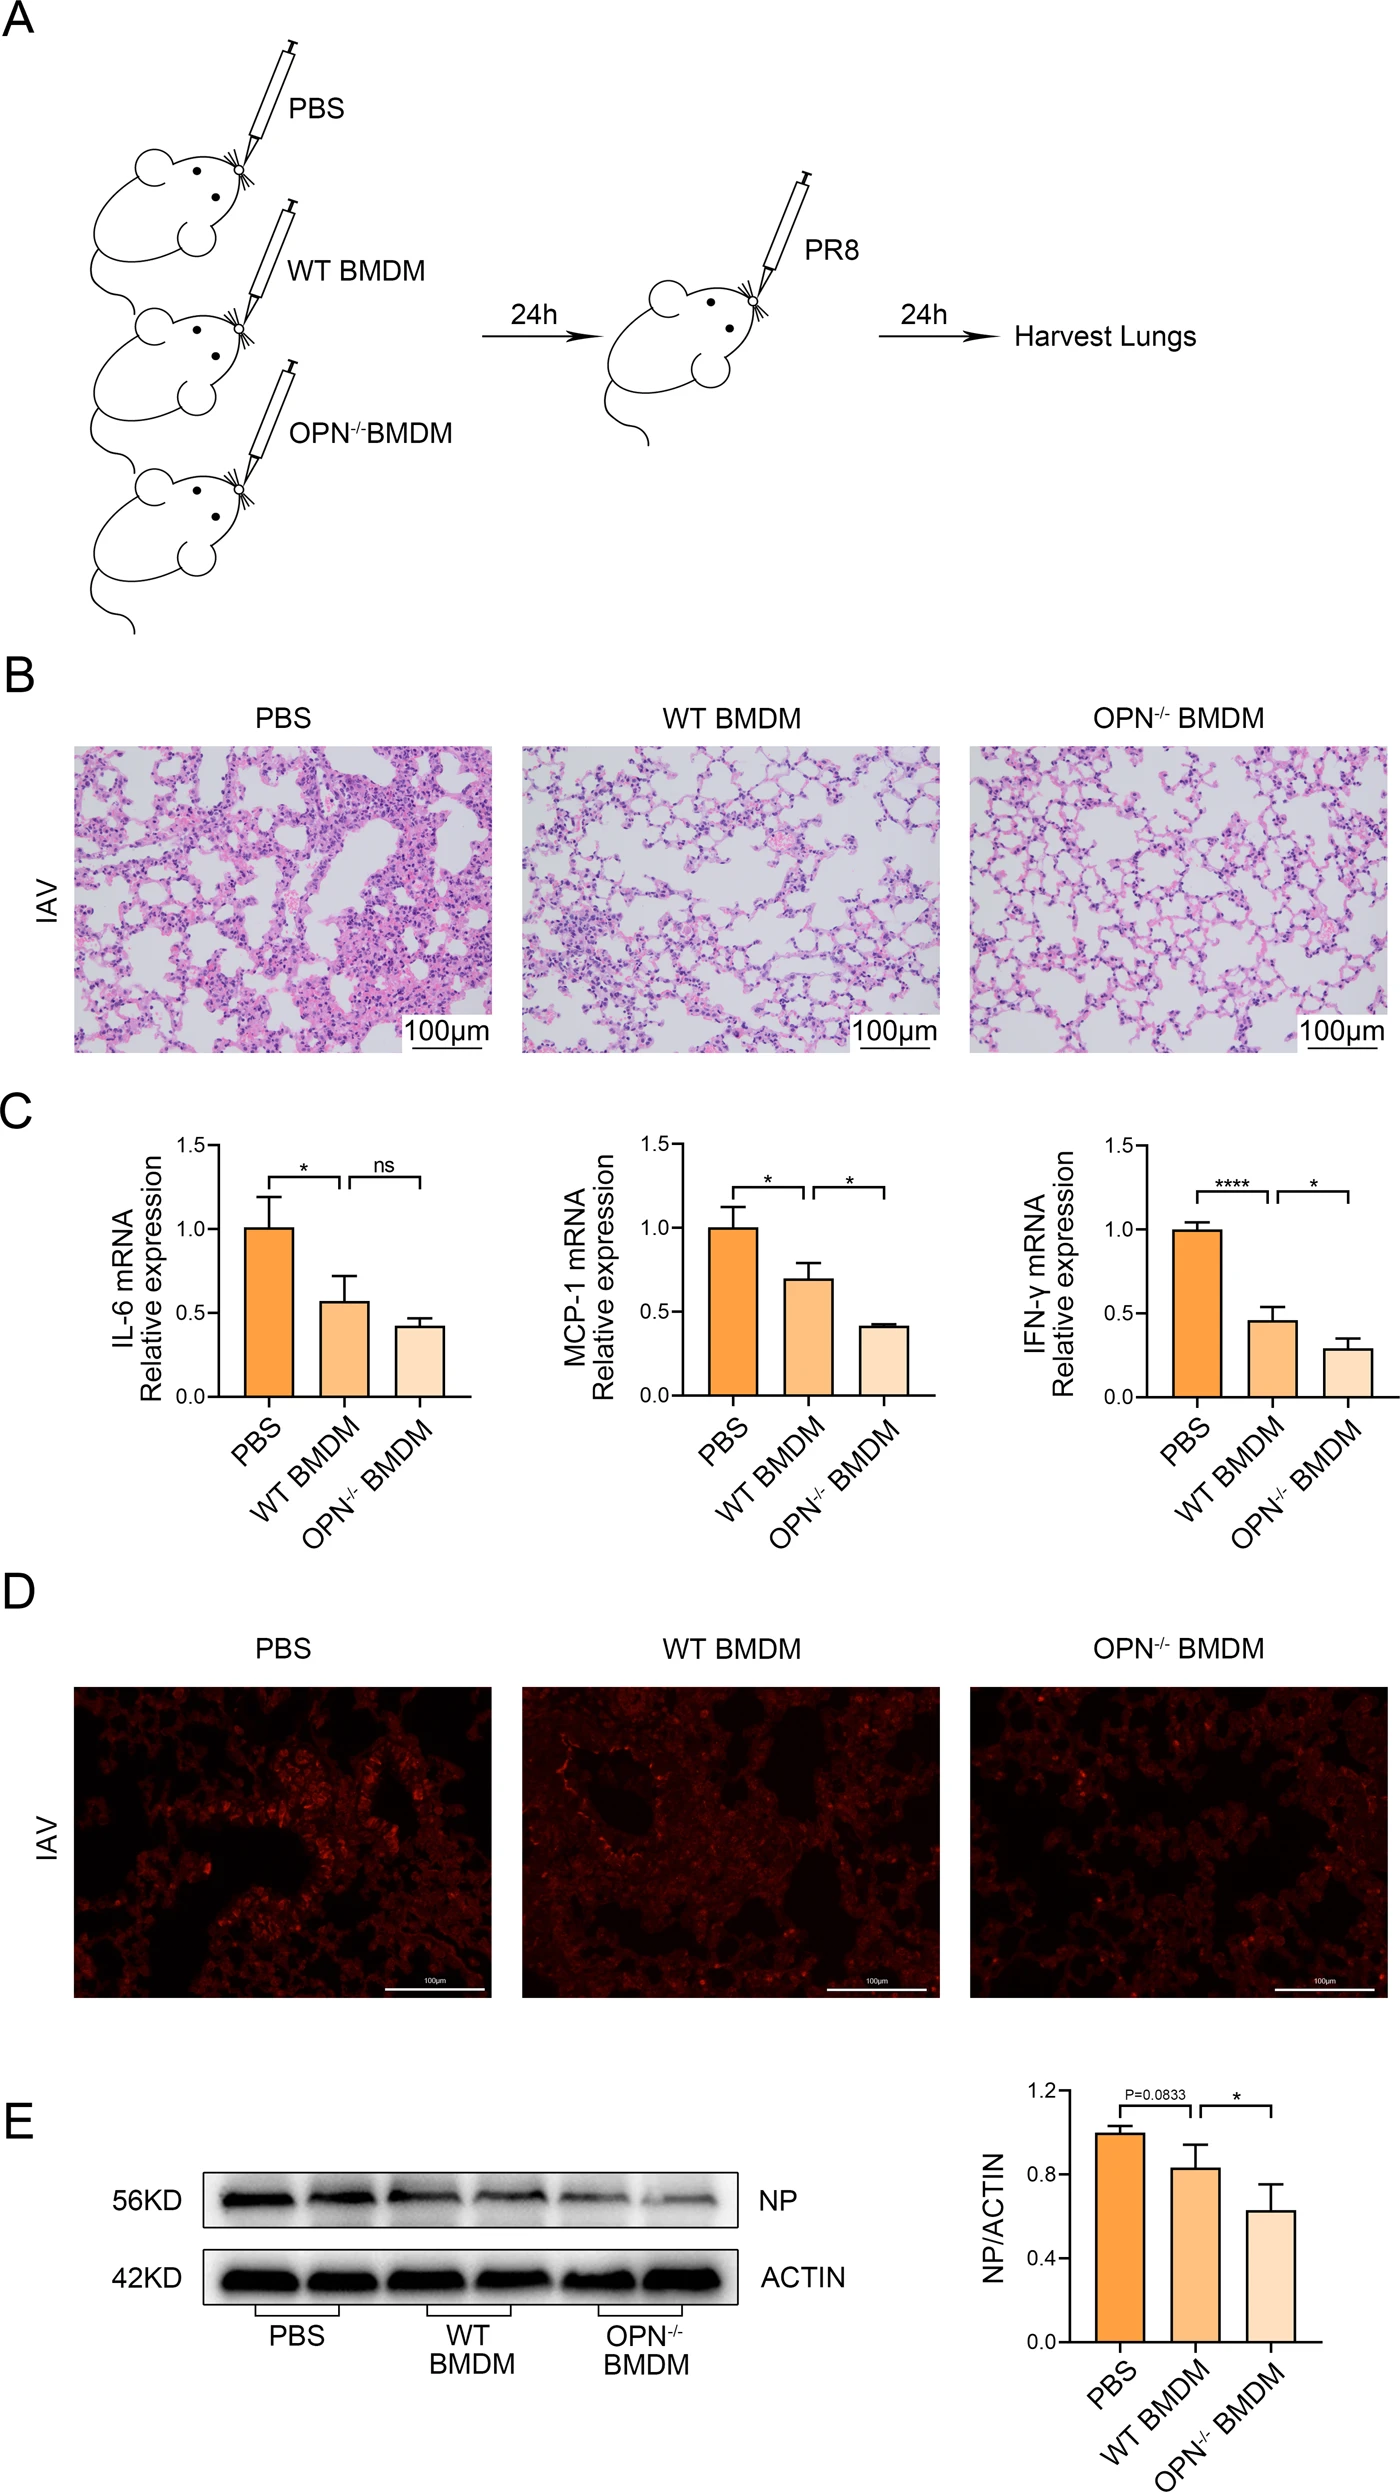 A
PBS
WT BMDM
OPN-/-BMDM
24h
PR8
24h
Harvest Lungs
B
PBS
WT BMDM
OPN-/- BMDM
IAV
100μm
100μm
100μm
C
IL-6 mRNA
Relative expression
1.5
1.0
0.5
0.0
*
ns
PBS
WT BMDM
OPN-/- BMDM
MCP-1 mRNA
Relative expression
1.5
1.0
0.5
0.0
*
*
PBS
WT BMDM
OPN-/- BMDM
IFN-γ mRNA
Relative expression
1.5
1.0
0.5
0.0
****
*
PBS
WT BMDM
OPN-/- BMDM
D
PBS
WT BMDM
OPN-/- BMDM
IAV
100μm
100μm
100μm
E
56KD
NP
42KD
ACTIN
PBS
WT
BMDM
OPN-/-
BMDM
NP/ACTIN
1.2
0.8
0.4
0.0
P=0.0833
*
PBS
WT BMDM
OPN-/- BMDM